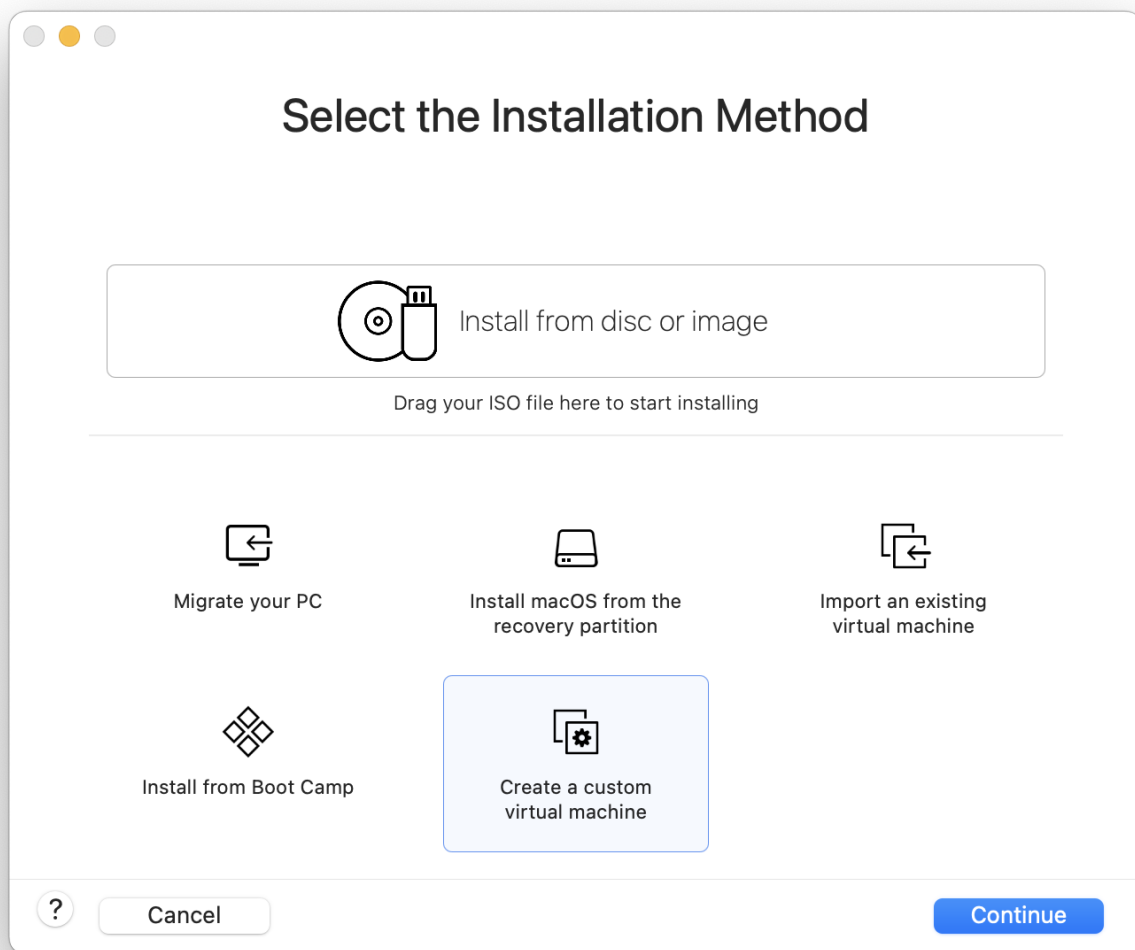 Select the Installation Method
Install from disc or image
Drag your ISO file here to start installing
Migrate your PC
Install macOS from the
recovery partition
Import an existing
virtual machine
Install from Boot Camp
Create a custom
virtual machine
?
Cancel
Continue